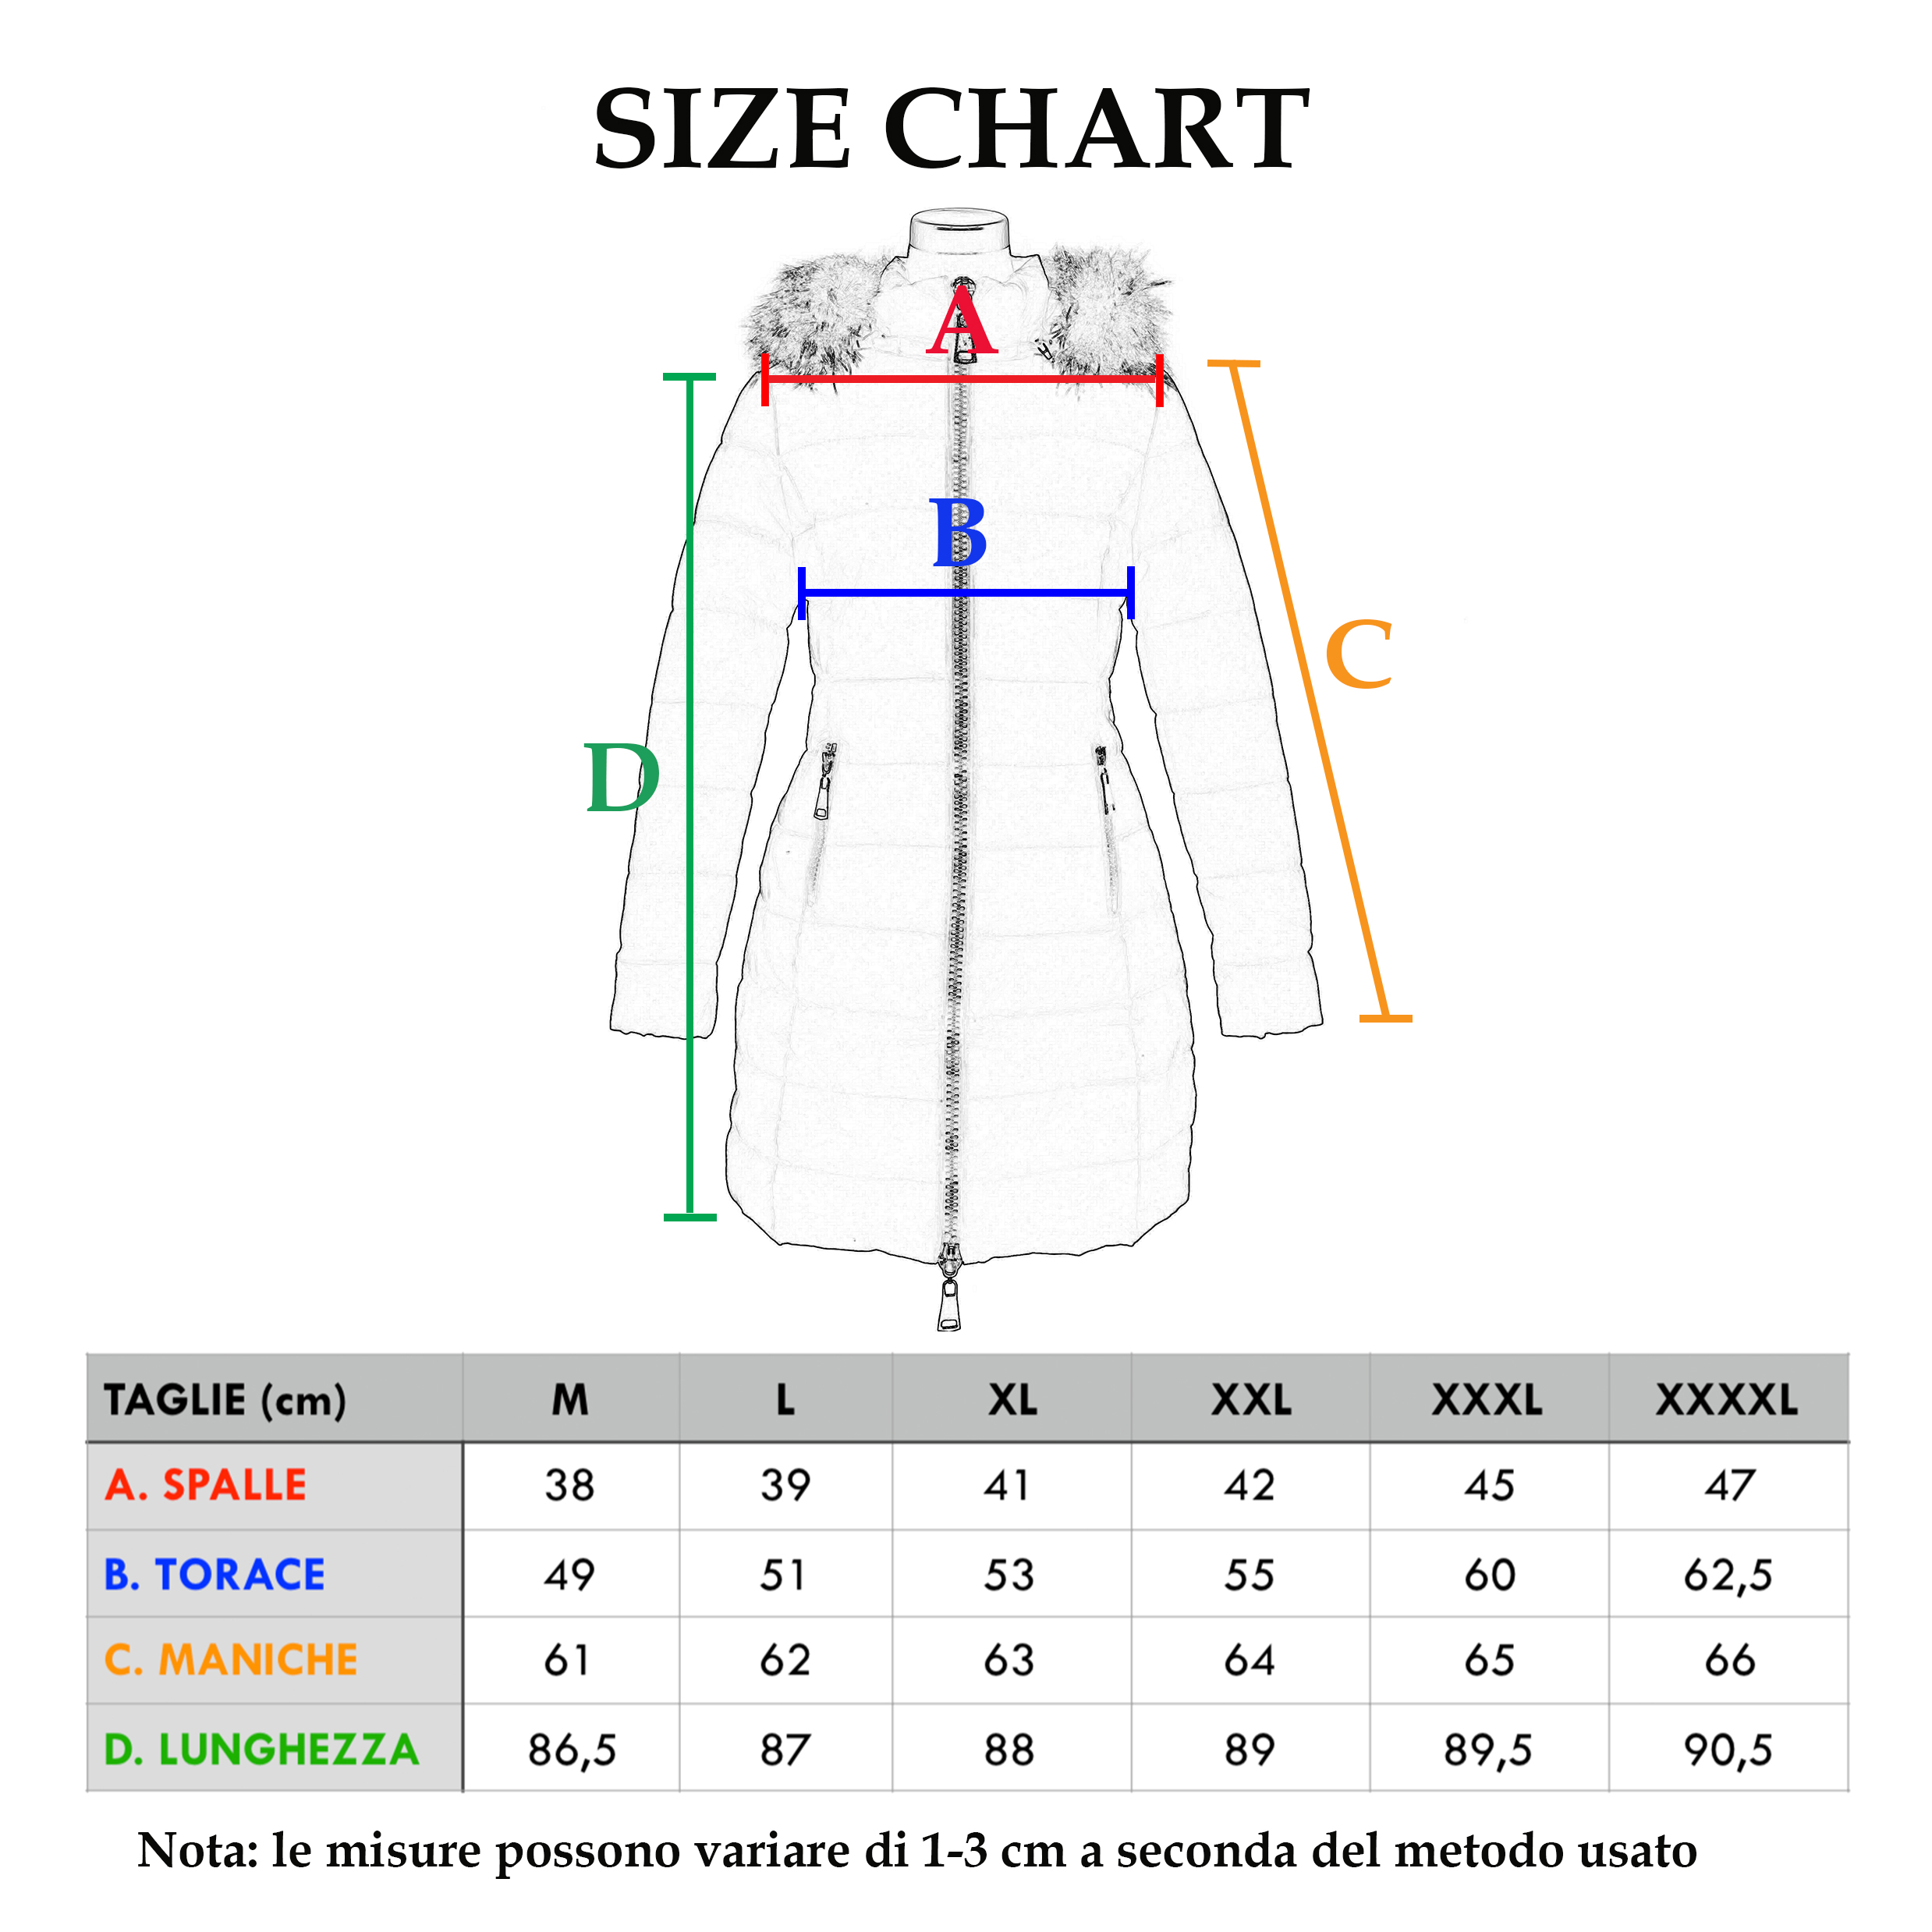 SIZE CHART
A
B
C
D
TAGLIE (cm) M L XL XXL XXXL XXXXL
A. SPALLE 38 39 41 42 45 47
B. TORACE 49 51 53 55 60 62,5
C. MANICHE 61 62 63 64 65 66
D. LUNGHEZZA 86,5 87 88 89 89,5 90,5
Nota: le misure possono variare di 1-3 cm a seconda del metodo usato